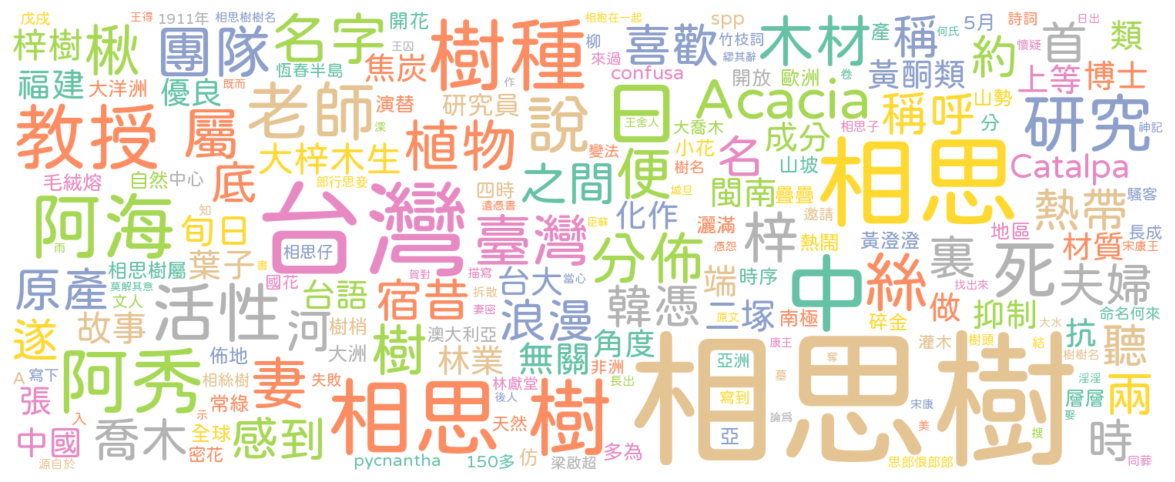 戊戌
王得
1911年
相思樹樹名
開花
相抱在一起
spp
5月
詩詞
日出
梓樹
楸
團隊
名字
王囚
恆春半島
樹種
柳
竹枝詞
喜歡
木材
產
稱
何氏
懷疑
約
首
類
福建
大洋洲
既而
優良
焦炭
作
來過
繆其辭
confusa
開放
歐洲
卷
黃酮類
上等
博士
教授
屬
老師
演替
研究員
說
日
王舍人
大喬木
Acacia
相思子
稱呼
山勢
分
研究
神記
濛
植物
變法
小花
成分
名
樹名
山坡
毛絨熔
自然
中心
底
大梓木生
郎行思妾
四時
遺憑書
之間
便
城旦
閩南
疊疊
相思
Catalpa
騷客
阿海
知
旬日
台灣
臺灣
臣蘇
化作
灑滿
憑怨
邀請
梓
熱鬧
黃澄澄
熱帶
地區
長成
宋康王
雨
相思仔
葉子
書
賀對
描寫
分佈
裏
死
材質
原產
相思樹屬
莫解其意
國花
活性
台語
宿昔
拆散
妻密
台大
當心
浪漫
韓憑
端
時序
中
絲
找出來
夫婦
遂
文人
故事
河
樹梢
澳大利亞
原文
二塚
南極
碎金
做
抑制
命名何來
佈地
大洲
樹
林業
無關
角度
康王
大水
灌木
樹頭
結
抗
聽
A
寫下
阿秀
相絲樹
妻
失敗
林獻堂
長出
非洲
相思樹
亞洲
奪
樹樹名
淫淫
張
常綠
示
相思樹
後人
寫到
墓
宋康
層層
兩
入
天然
論爲
美
娶
中國
喬木
全球
感到
亞
搜
時
源自於
密花
pycnantha
150多
仿
梁啟超
多為
思郎恨郎郎
同葬